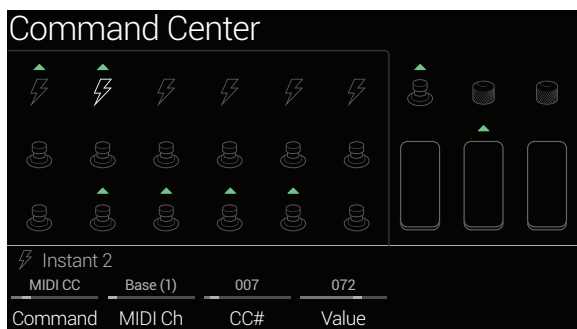 Command Center
Instant 2
MIDI CC Base (1) 007 072
Command MIDI Ch CC# Value